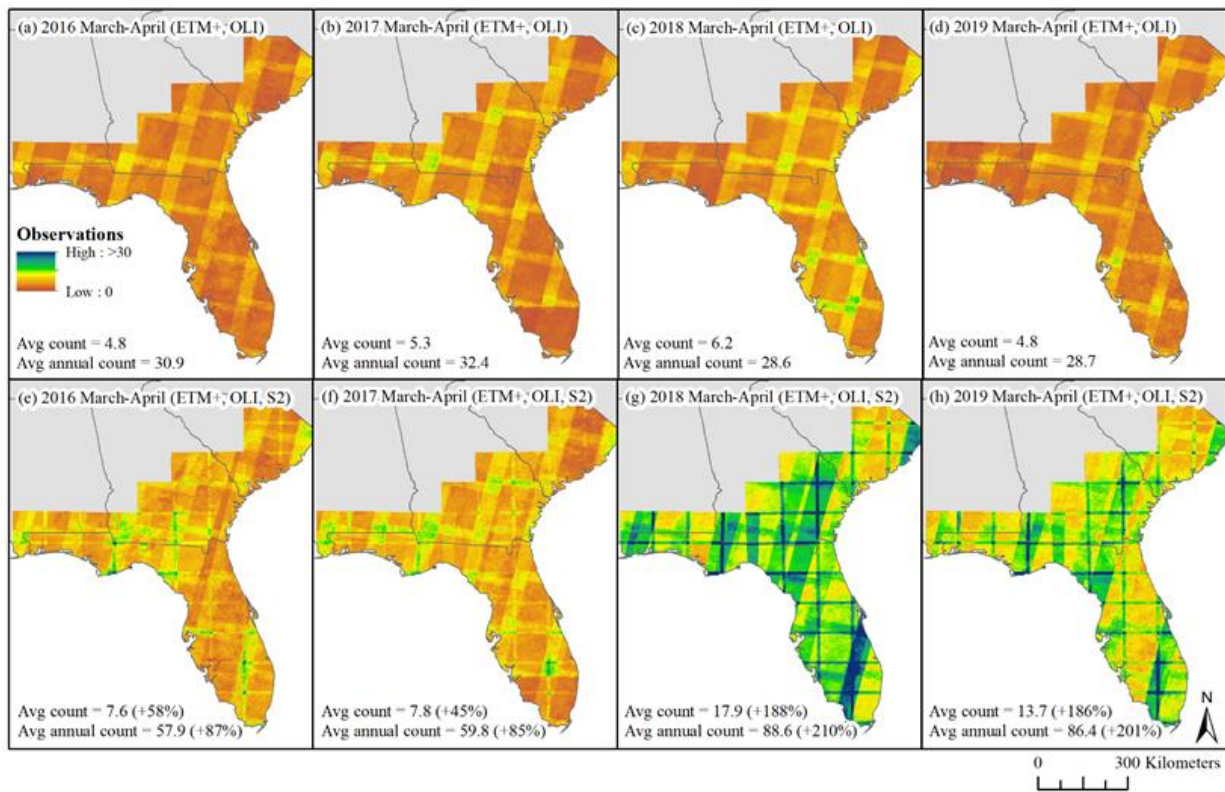 (a) 2016 March-April (ETM+, OLI)
(b) 2017 March-April (ETM+, OLI)
(c) 2018 March-April (ETM+, OLI)
(d) 2019 March-April (ETM+, OLI)
Observations
High : >30
Low : 0
Avg count = 4.8
Avg annual count = 30.9
Avg count = 5.3
Avg annual count = 32.4
Avg count = 6.2
Avg annual count = 28.6
Avg count = 4.8
Avg annual count = 28.7
(e) 2016 March-April (ETM+, OLI, S2)
(f) 2017 March-April (ETM+, OLI, S2)
(g) 2018 March-April (ETM+, OLI, S2)
(h) 2019 March-April (ETM+, OLI, S2)
Avg count = 7.6 (+58%)
Avg annual count = 57.9 (+87%)
Avg count = 7.8 (+45%)
Avg annual count = 59.8 (+85%)
Avg count = 17.9 (+188%)
Avg annual count = 88.6 (+210%)
Avg count = 13.7 (+186%)
Avg annual count = 86.4 (+201%)
N
0 300 Kilometers